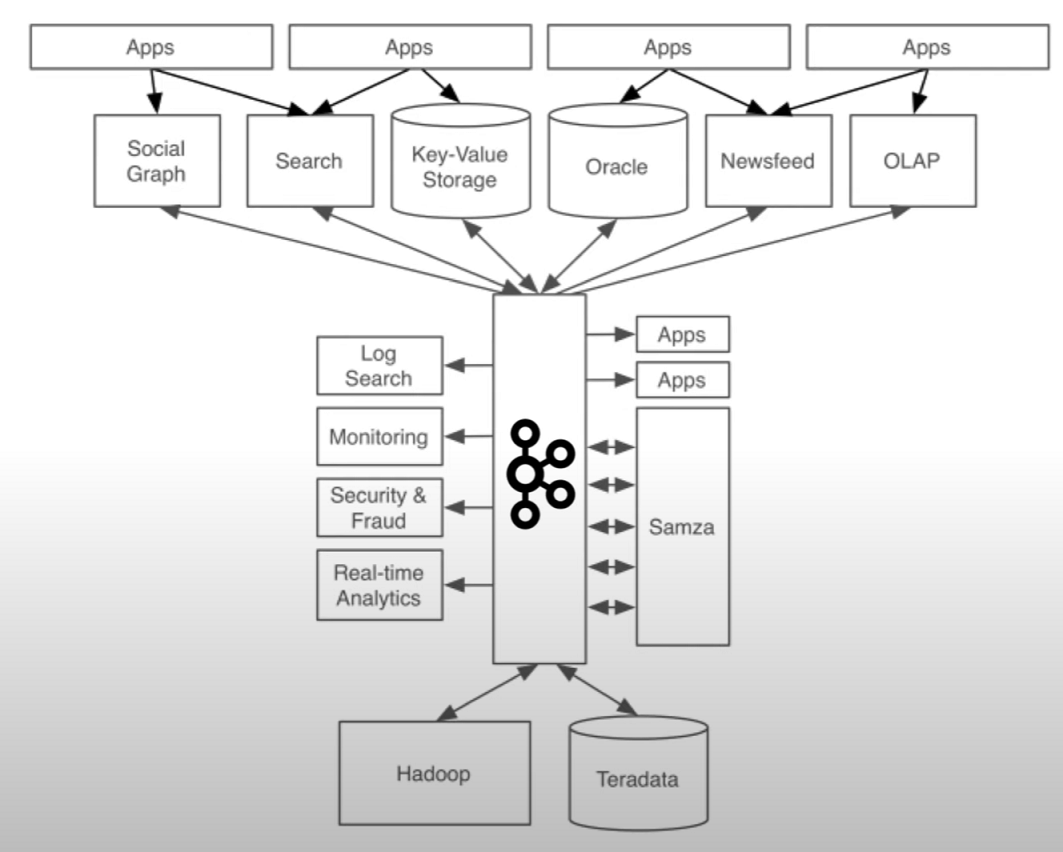 Apps
Apps
Apps
Apps
Social
Graph
Search
Key-Value
Storage
Oracle
Newsfeed
OLAP
Log
Search
Monitoring
Security &
Fraud
Real-time
Analytics
Apps
Apps
Samza
Hadoop
Teradata